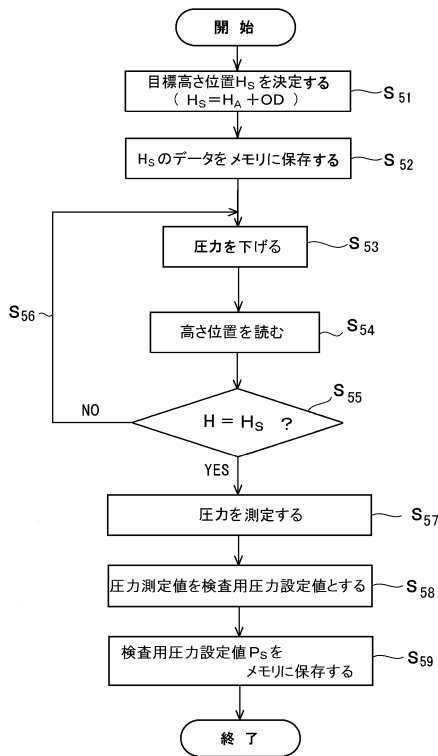 開始
目標高さ位置HSを決定する
( HS=HA+OD )
S51
HSのデータをメモリに保存する
S52
圧力を下げる
S53
S56
高さ位置を読む
S54
H = HS ?
S55
NO
YES
圧力を測定する
S57
圧力測定値を検査用圧力設定値とする
S58
検査用圧力設定値PSを
メモリに保存する
S59
終了